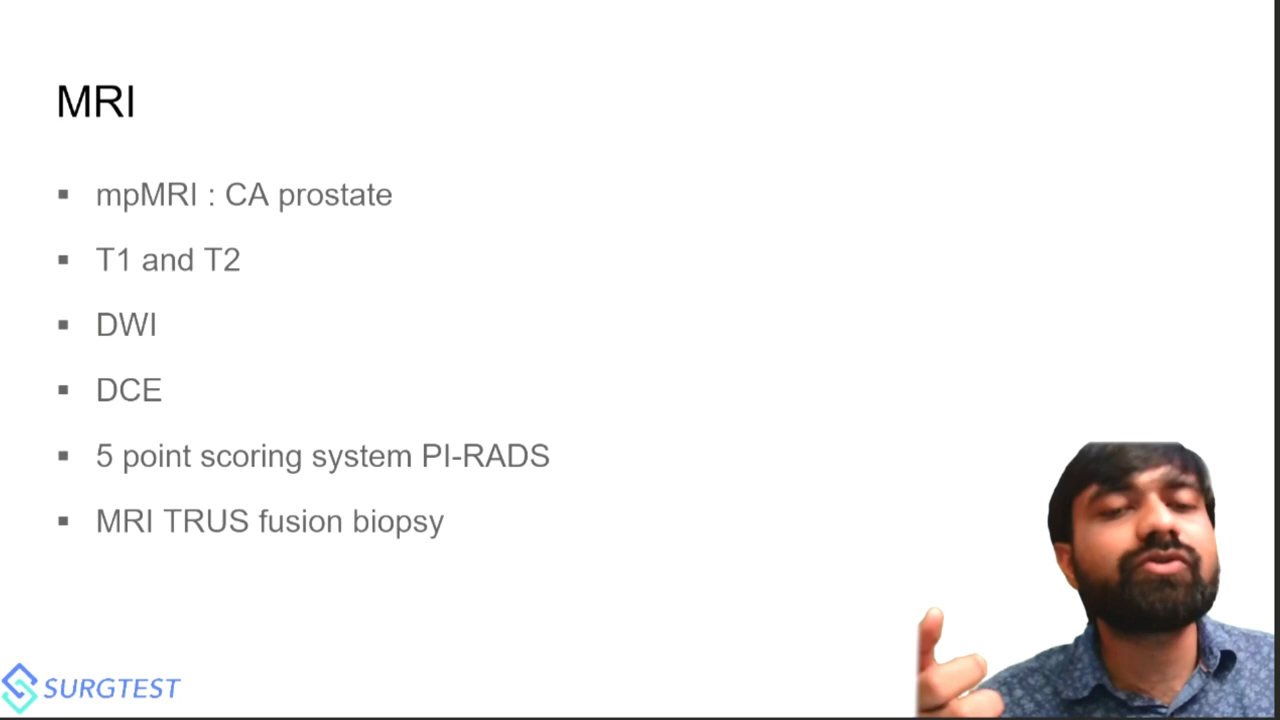 MRI
▪ mpMRI : CA prostate
▪ T1 and T2
▪ DWI
▪ DCE
▪ 5 point scoring system PI-RADS
▪ MRI TRUS fusion biopsy
SURGTEST